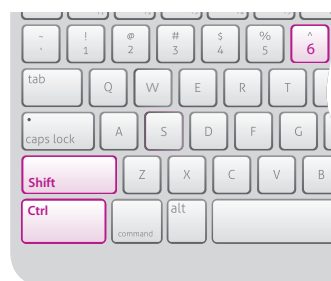 - ! @ # $ % ^
` 1 2 3 4 5 6
tab Q W E R T
caps lock A S D F G
Shift Z X C V B
Ctrl command alt